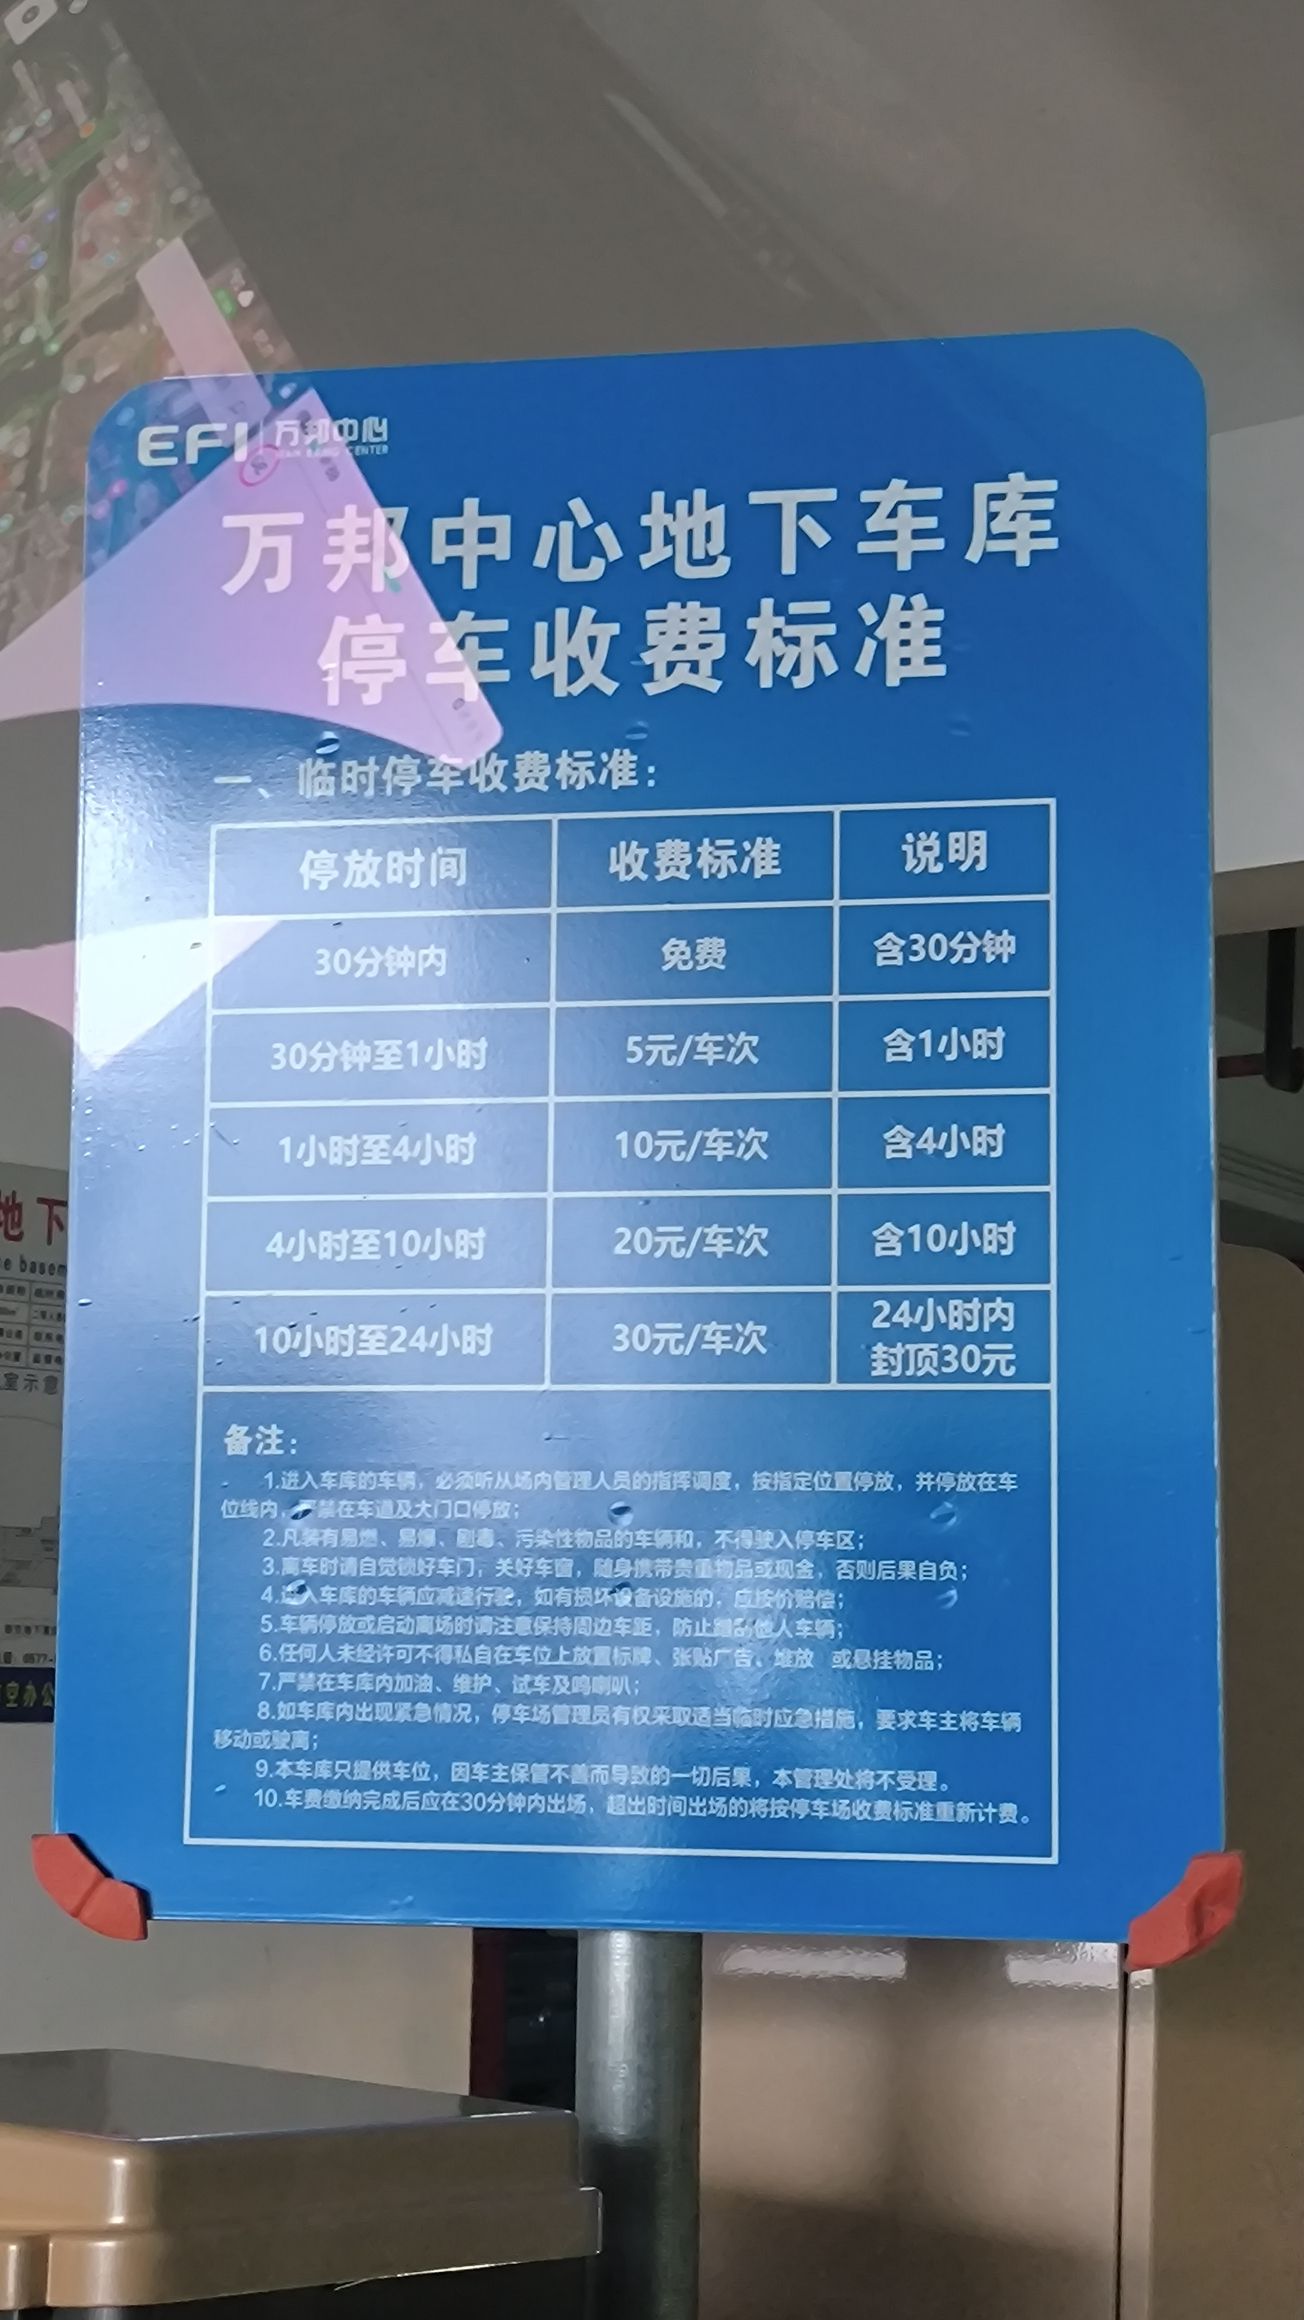 EFI 万邦中心
万邦中心地下车库
停车收费标准
一、临时停车收费标准：
停放时间 收费标准 说明
30分钟内 免费 含30分钟
30分钟至1小时 5元/车次 含1小时
1小时至4小时 10元/车次 含4小时
4小时至10小时 20元/车次 含10小时
10小时至24小时 30元/车次 24小时内
封顶30元
备注：
1.进入车库的车辆，必须听从场内管理人员的指挥调度，按指定位置停放，并停放在车
位线内，严禁在车道及大门口停放；
2.凡装有易燃、易爆、剧毒、污染性物品的车辆和，不得驶入停车区；
3.离车时请自觉锁好车门，关好车窗，随身携带贵重物品或现金，否则后果自负；
4.进入车库的车辆应减速行驶，如有损坏设备设施的，应按价赔偿；
5.车辆停放或启动离场时请注意保持周边车距，防止蹭刮他人车辆；
6.任何人未经许可不得私自在车位上放置标牌、张贴广告、堆放 或悬挂物品；
7.严禁在车库内加油、维护、试车及鸣喇叭；
8.如车库内出现紧急情况，停车场管理员有权采取适当临时应急措施，要求车主将车辆
移动或驶离；
9.本车库只提供车位，因车主保管不善而导致的一切后果，本管理处将不受理。
10.车费缴纳完成后应在30分钟内出场，超出时间出场的将按停车场收费标准重新计费。
地下
e basem
室示意
0577-
空办公